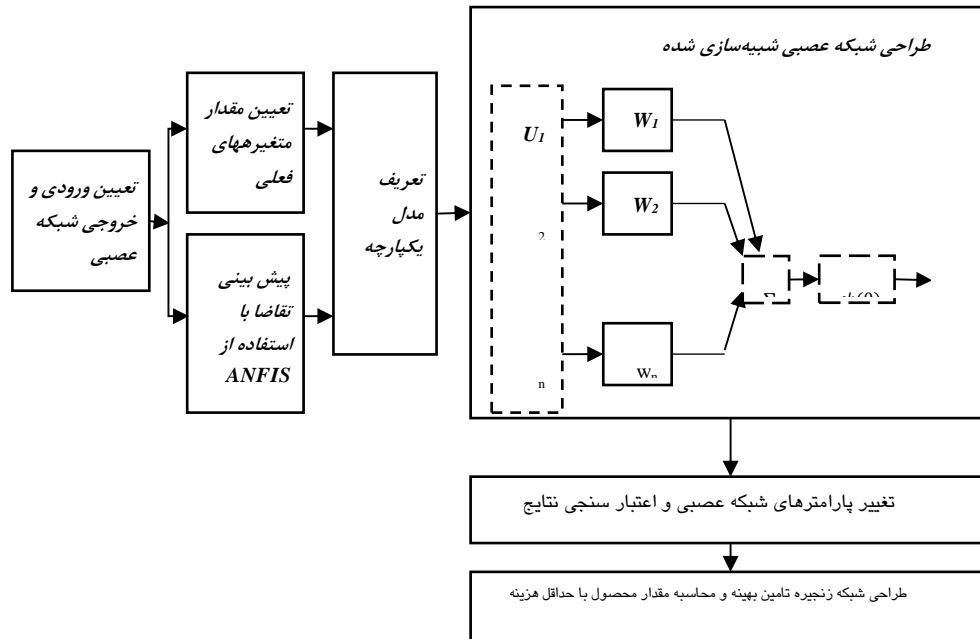 طراحی شبکه عصبی شبیه‌سازی شده
تعیین ورودی و
خروجی شبکه
عصبی
تعیین مقدار
متغیرههای
فعلی
پیش بینی
تقاضا با
استفاده از
ANFIS
تعریف
مدل
یکپارچه
U1
2
n
W1
W2
Wn
Σ
تغییر پارامترهای شبکه عصبی و اعتبار سنجی نتایج
طراحی شبکه زنجیره تامین بهینه و محاسبه مقدار محصول با حداقل هزینه